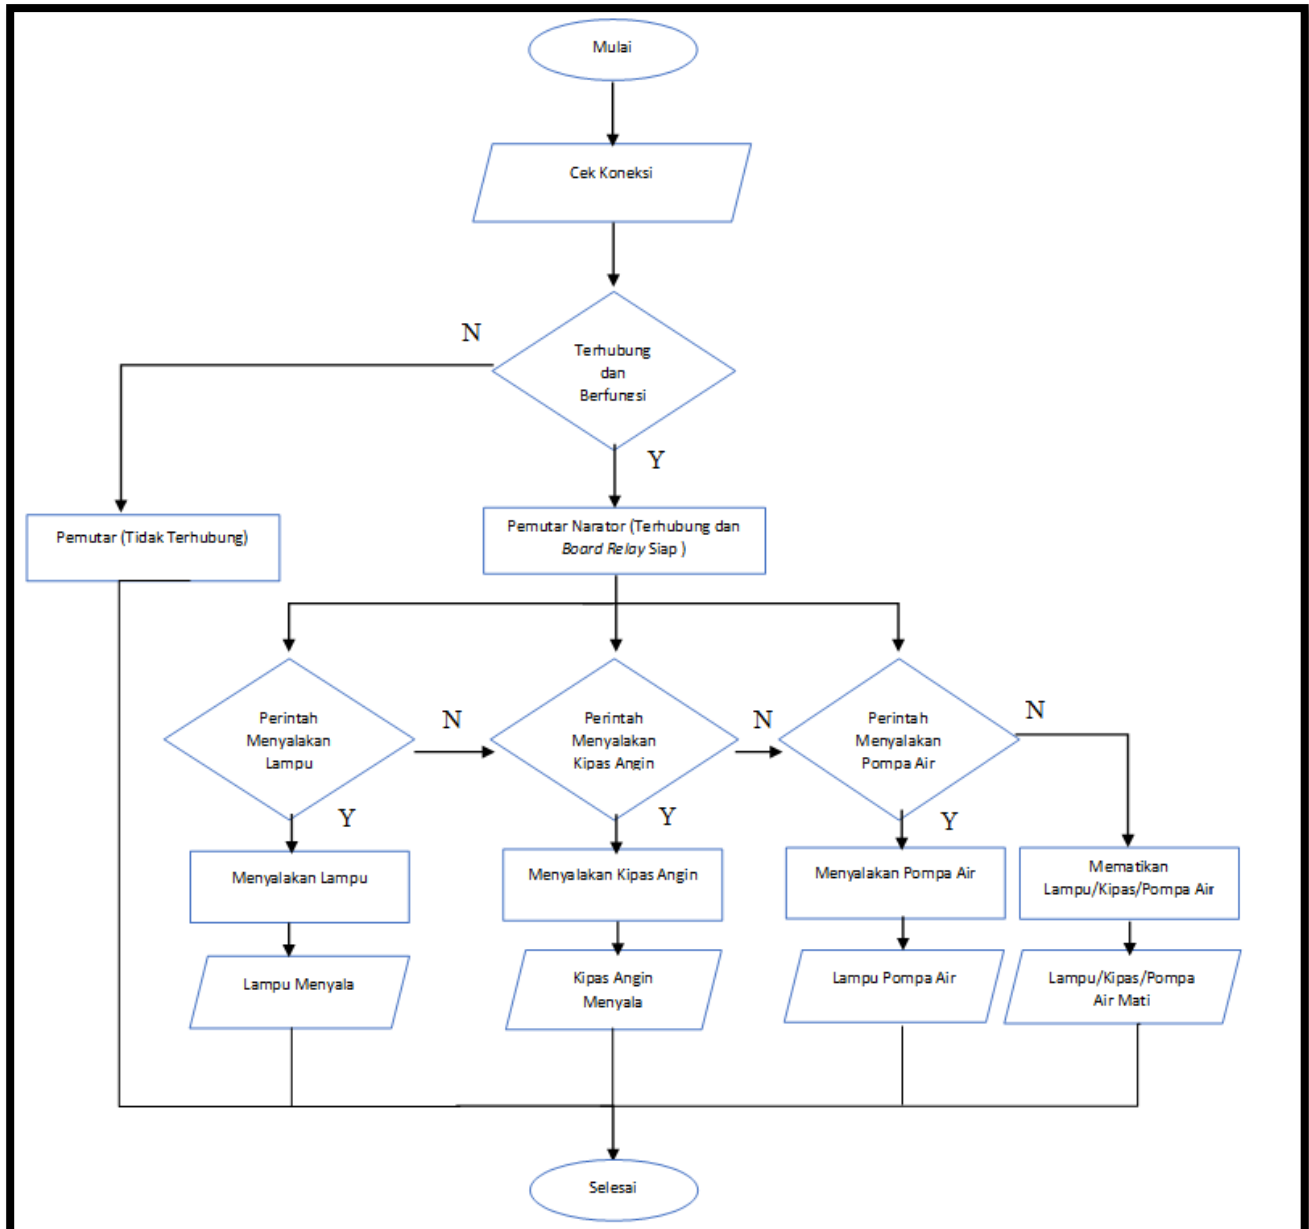 Mulai
Cek Koneksi
N
Terhubung
dan
Berfungsi
Y
Pemutar (Tidak Terhubung)
Pemutar Narator (Terhubung dan
Board Relay Siap )
Perintah
Menyalakan
Lampu
N
Perintah
Menyalakan
Kipas Angin
N
Perintah
Menyalakan
Pompa Air
N
Y
Y
Y
Menyalakan Lampu
Menyalakan Kipas Angin
Menyalakan Pompa Air
Mematikan
Lampu/Kipas/Pompa Air
Lampu Menyala
Kipas Angin
Menyala
Lampu Pompa Air
Lampu/Kipas/Pompa
Air Mati
Selesai